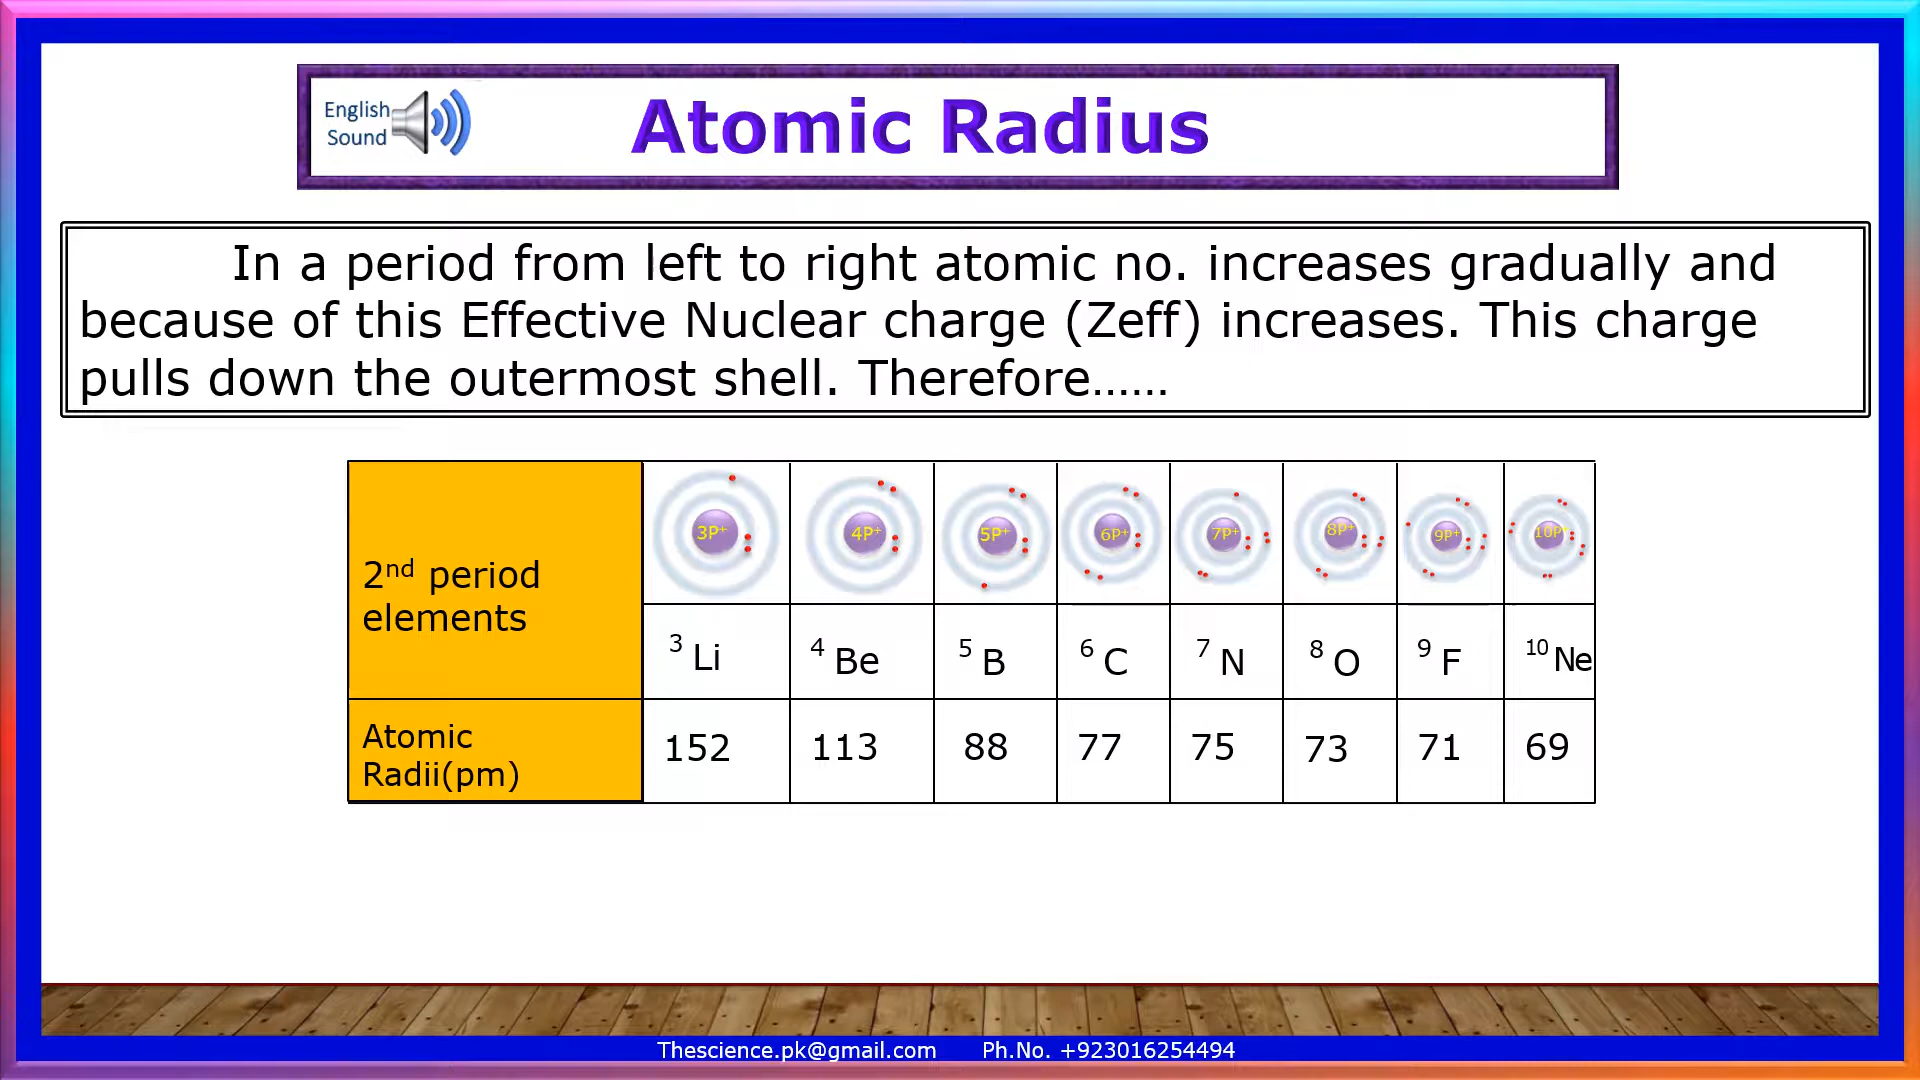 English
Sound
Atomic Radius
In a period from left to right atomic no. increases gradually and
because of this Effective Nuclear charge (Zeff) increases. This charge
pulls down the outermost shell. Therefore......
2nd period
elements
3P+ 4P+ 5P+ 6P+ 7P+ 8P+ 9P+ 10P+
3 Li 4 Be 5 B 6 C 7 N 8 O 9 F 10 Ne
Atomic
Radii(pm)
152 113 88 77 75 73 71 69
Thescience.pk@gmail.com Ph.No. +923016254494